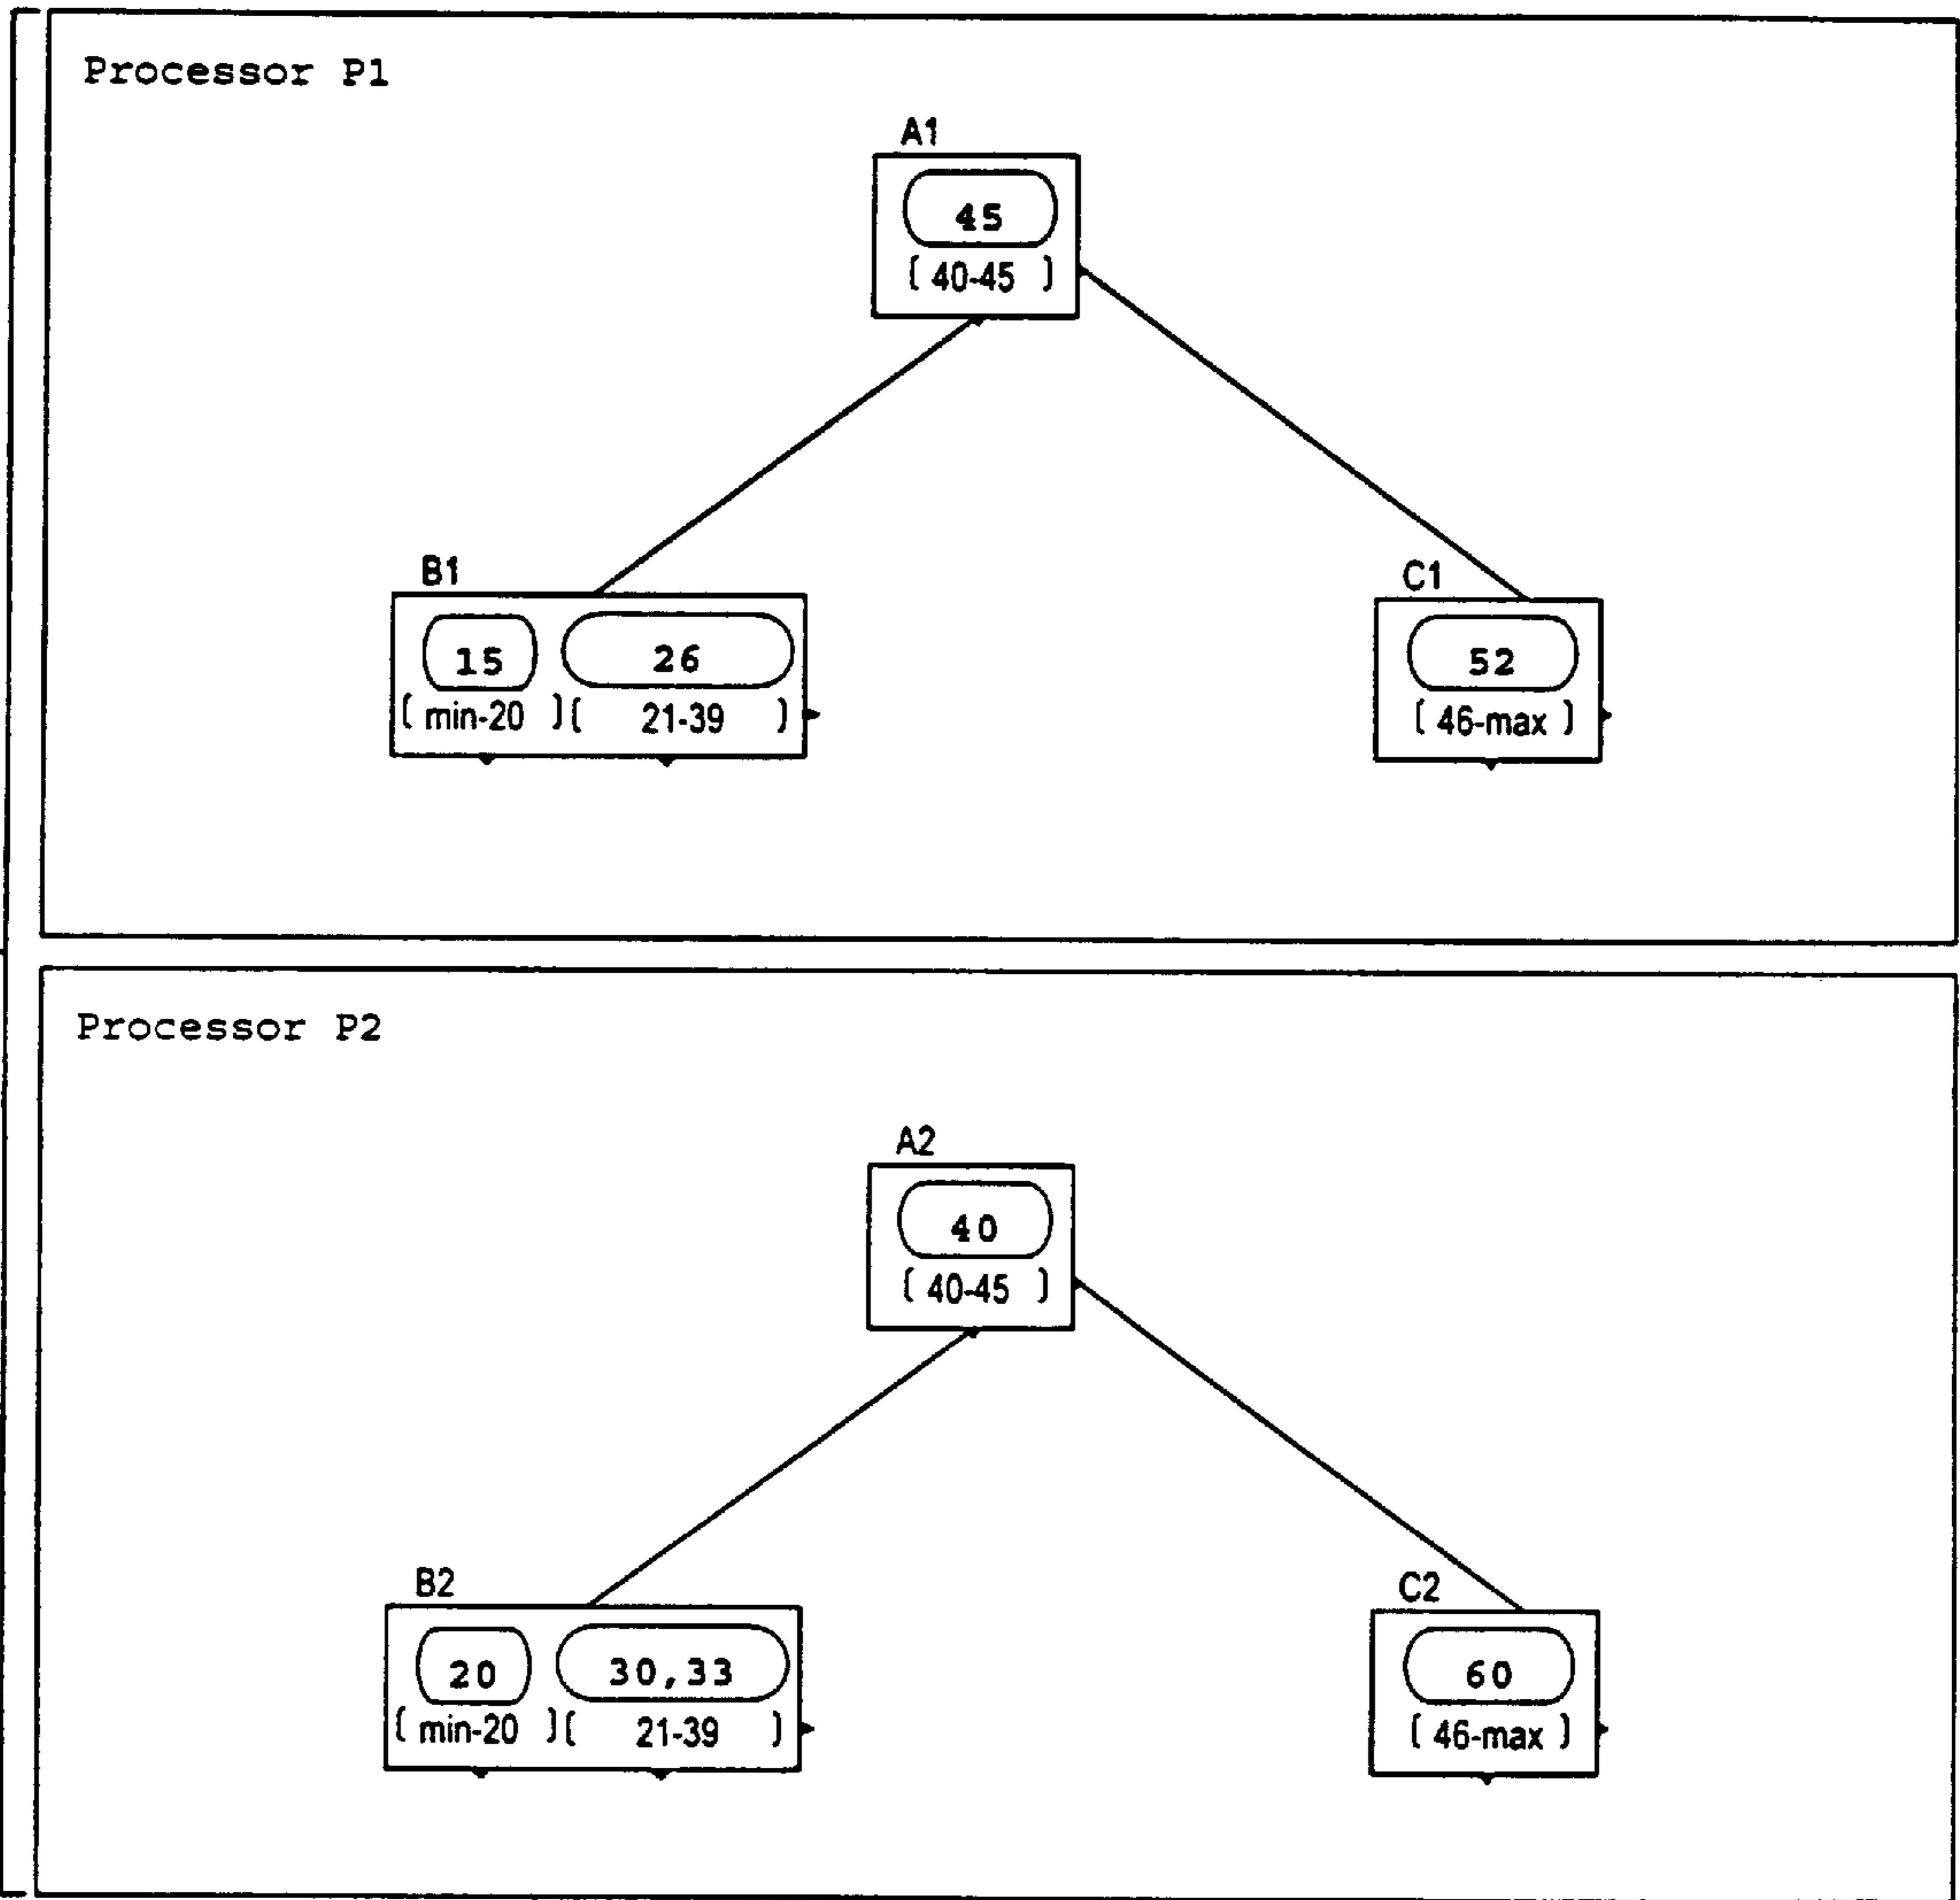 Processor P1
A1
45
[ 40-45 ]
B1
15 26
[ min-20 ][ 21-39 ]
C1
52
[ 46-max ]
Processor P2
A2
40
[ 40-45 ]
B2
20 30,33
[ min-20 ][ 21-39 ]
C2
60
[ 46-max ]